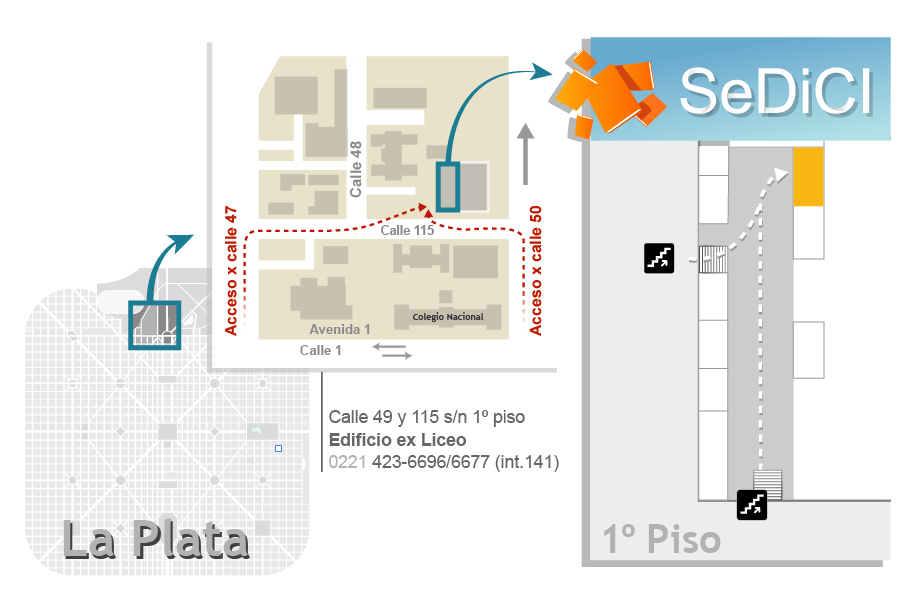 SeDiCI
Calle 48
Acceso x calle 47
Acceso x calle 50
Calle 115
Colegio Nacional
Avenida 1
Calle 1
Calle 49 y 115 s/n 1º piso
Edificio ex Liceo
0221 423-6696/6677 (int.141)
La Plata
1º Piso